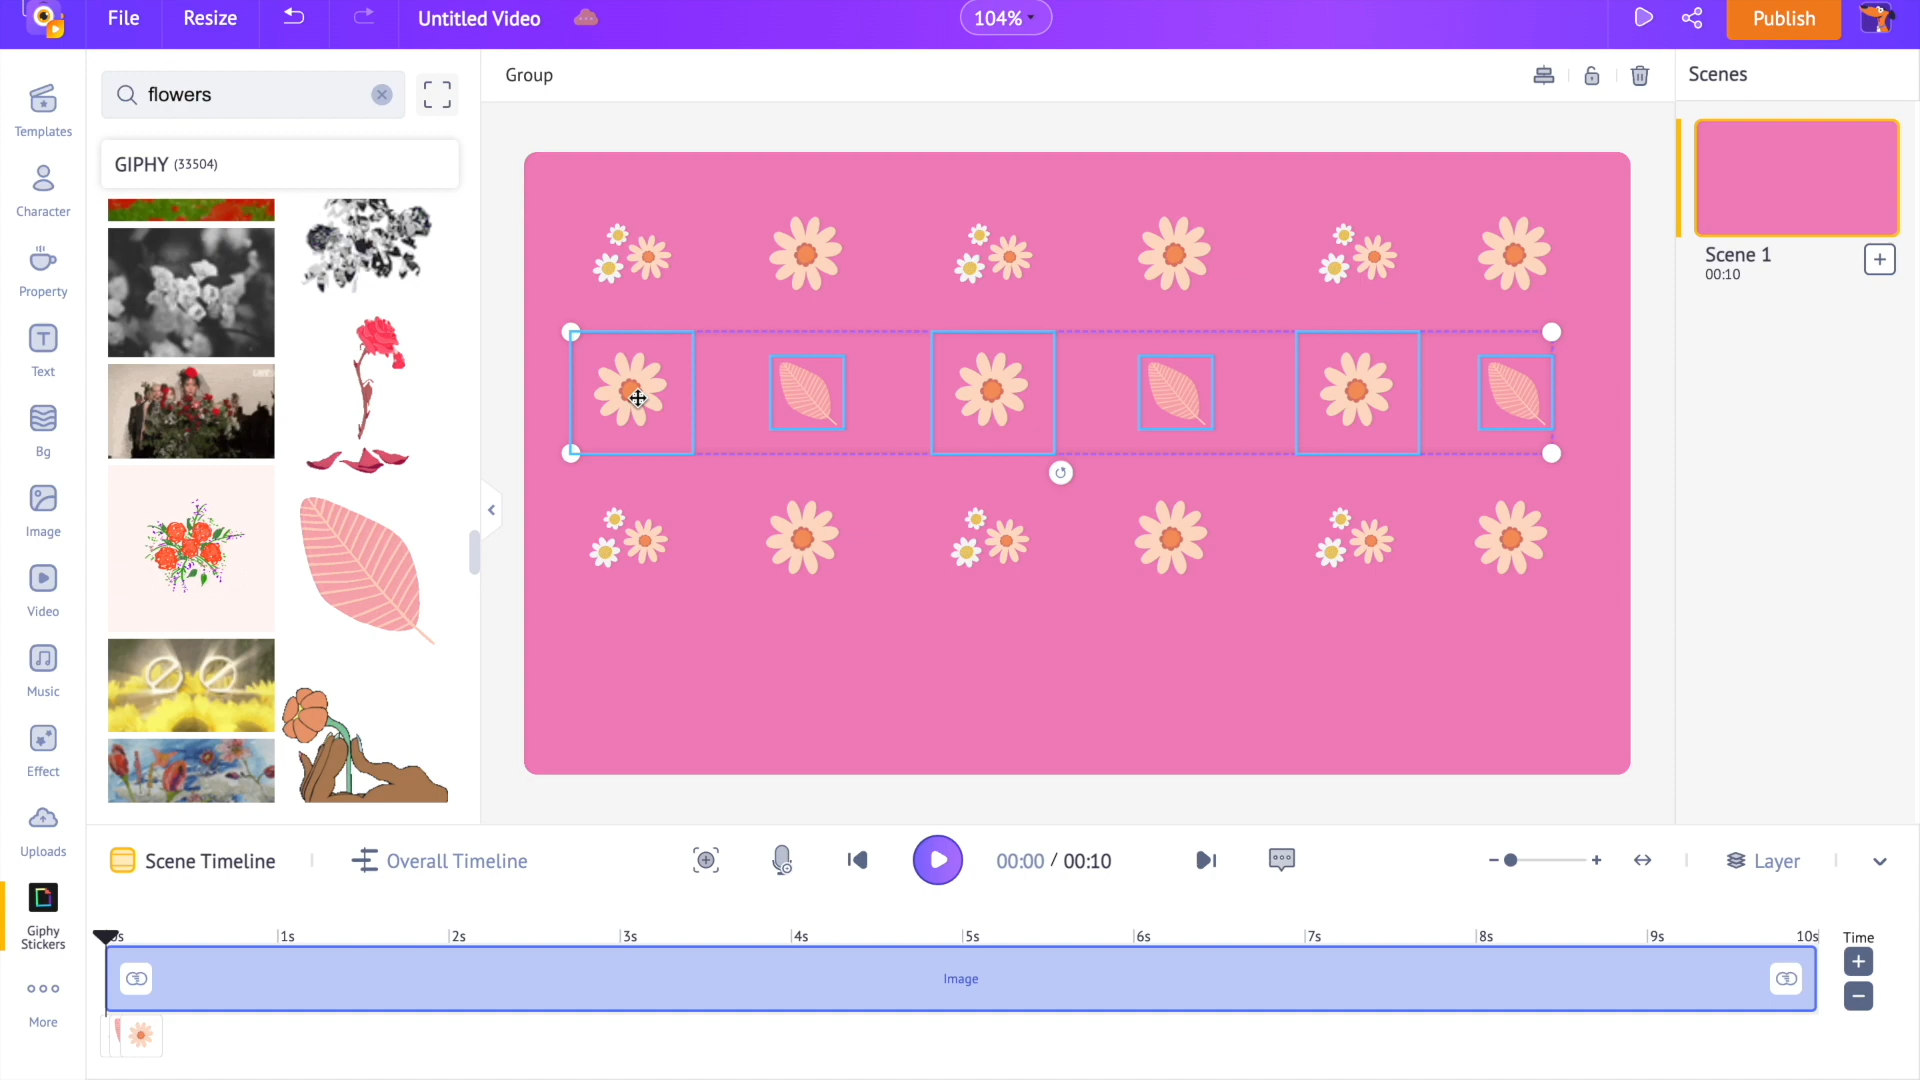 File
Resize
Untitled Video
104%
Publish
Templates
Character
Property
Text
Bg
Image
Video
Music
Effect
Uploads
Giphy
Stickers
More
flowers
GIPHY (33504)
Group
Scenes
Scene 1
00:10
Scene Timeline
Overall Timeline
00:00 / 00:10
Layer
0s
1s
2s
3s
4s
5s
6s
7s
8s
9s
10s
Time
Image